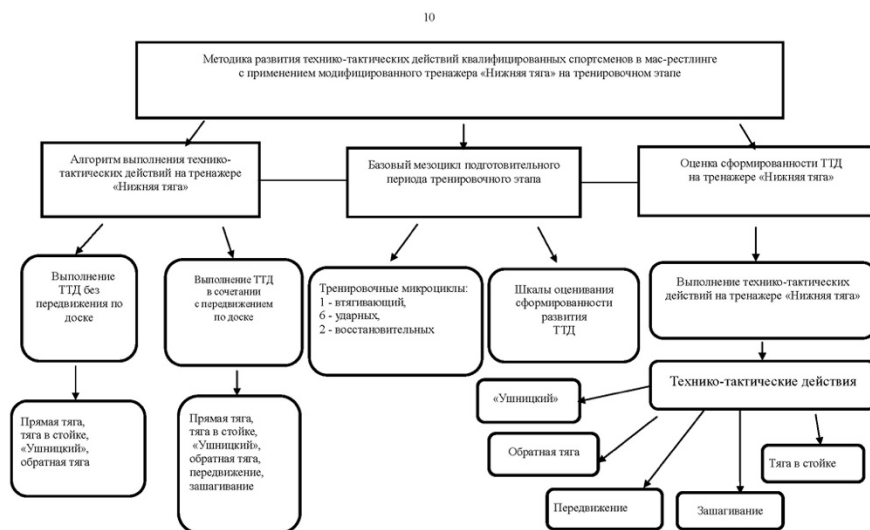 10
Методика развития технико-тактических действий квалифицированных спортсменов в мас-рестлинге
с применением модифицированного тренажера «Нижняя тяга» на тренировочном этапе
Алгоритм выполнения технико-
тактических действий на тренажере
«Нижняя тяга»
Базовый мезоцикл подготовительного
периода тренировочного этапа
Оценка сформированности ТТД
на тренажере «Нижняя тяга»
Выполнение
ТТД без
передвижения по
доске
Выполнение ТТД
в сочетании
с передвижением
по доске
Тренировочные микроциклы:
1 - втягивающий,
6 - ударных,
2 - восстановительных
Шкалы оценивания
сформированности
развития
ТТД
Выполнение технико-тактических
действий на тренажере «Нижняя тяга»
Прямая тяга,
тяга в стойке,
«Ушницкий»,
обратная тяга
Прямая тяга,
тяга в стойке,
«Ушницкий»,
обратная тяга,
передвижение,
зашагивание
Технико-тактические действия
«Ушницкий»
Обратная тяга
Передвижение
Зашагивание
Тяга в стойке